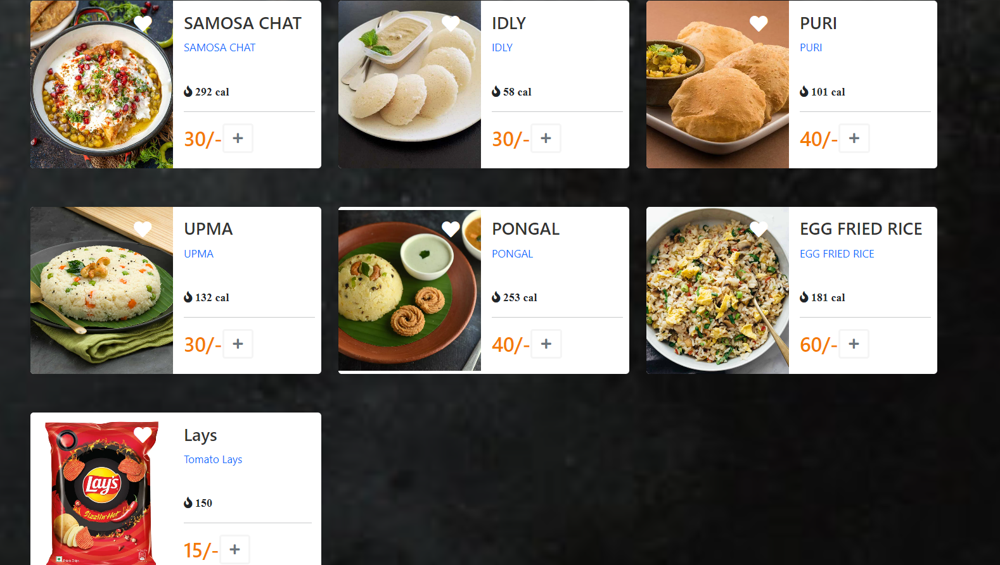 SAMOSA CHAT
SAMOSA CHAT
292 cal
30/-
+
IDLY
IDLY
58 cal
30/-
+
PURI
PURI
101 cal
40/-
+
UPMA
UPMA
132 cal
30/-
+
PONGAL
PONGAL
253 cal
40/-
+
EGG FRIED RICE
EGG FRIED RICE
181 cal
60/-
+
Lay's
Sizzlin' Hot
Potato Chips
Lays
Tomato Lays
150
15/-
+